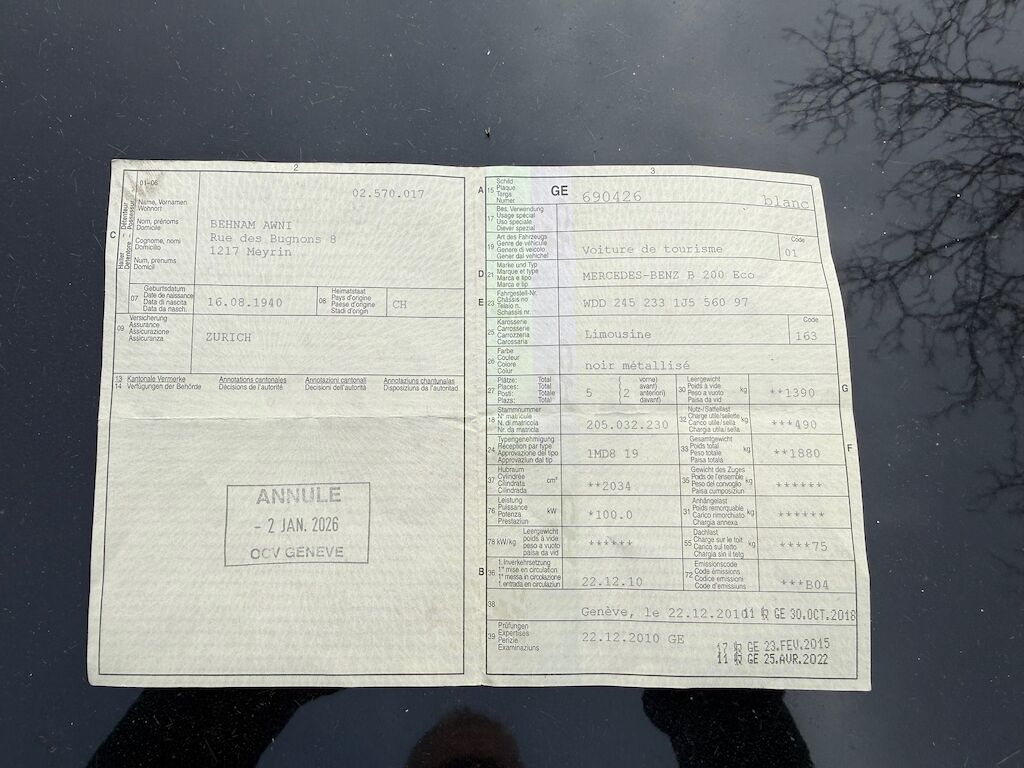 2
01-06
02.570.017
C
Halter Détenteur
Detentore Possessur
Name, Vornamen
Wohnort
Nom, prénoms
Domicile
Cognome, nomi
Domicilio
Num, prenums
Domicil
BEHNAM AWNI
Rue des Bugnons 8
1217 Meyrin
07 Geburtsdatum
Date de naissance
Data di nascita
Data da nasch.
16.08.1940
08 Heimatstaat
Pays d'origine
Paese d'origine
Stadi d'origin
CH
09 Versicherung
Assurance
Assicurazione
Assicuranza
ZURICH
13 Kantonale Vermerke Annotations cantonales Annotazioni cantonali Annotaziuns chantunalas
14 Verfügungen der Behörde Décisions de l'autorité Decisioni dell'autorità Disposiziuns da l'autoritad
ANNULE
- 2 JAN. 2026
OCV GENEVE
3
A 15 Schild
Plaque
Targa
Numer
GE 690426 blanc
17 Bes. Verwendung
Usage spécial
Uso speciale
Diever spezial
19 Art des Fahrzeugs
Genre de véhicule
Genere di veicolo
Gener dal vehichel
Voiture de tourisme
Code
01
D 21 Marke und Typ
Marque et type
Marca e tipo
Marca e tip
MERCEDES-BENZ B 200 Eco
E 23 Fahrgestell-Nr.
Châssis no
Telaio n.
Schassis nr.
WDD 245 233 1J5 560 97
25 Karosserie
Carrosserie
Carrozzeria
Carossaria
Limousine
Code
163
26 Farbe
Couleur
Colore
Colur
noir métallisé
27 Plätze: Total
Places: Total
Posti: Totale
Plazs: Total
5 (2 vorne)
avant)
anteriori)
davant)
30 Leergewicht
Poids à vide
Peso a vuoto
Paisa da vid
kg
**1390
G
18 Stammnummer
N° matricule
N. di matricola
Nr. da matricla
205.032.230
32 Nutz-/Sattellast
Charge utile/sellette
Carico utile/sella
Chargia utila/sella
kg
***490
24 Typengenehmigung
Réception par type
Approvazione del tipo
Approvaziun dal tip
1MD8 19
33 Gesamtgewicht
Poids total
Peso totale
Paisa totala
kg
**1880
F
37 Hubraum
Cylindrée
Cilindrata
Cilindrada
cm³
**2034
35 Gewicht des Zuges
Poids de l'ensemble
Peso del convoglio
Paisa cumposiziun
kg
******
76 Leistung
Puissance
Potenza
Prestaziun
kW
*100.0
31 Anhängelast
Poids remorquable
Carico rimorchiato
Chargia annexa
kg
******
78 kW/kg Leergewicht
poids à vide
peso a vuoto
paisa da vid
******
55 Dachlast
Charge sur le toit
Carico sul tetto
Chargia sin il tetg
kg
****75
B 36 1. Inverkehrsetzung
1re mise en circulation
1a messa in circolazione
1. entrada en circulaziun
22.12.10
72 Emissionscode
Code émissions
Codice emissioni
Code d'emissiuns
***B04
38 Genève, le 22.12.2010 11 GE 30.OCT.2018
39 Prüfungen
Expertises
Perizie
Examinaziuns
22.12.2010 GE
17 GE 23.FEV.2015
11 GE 25.AVR.2022